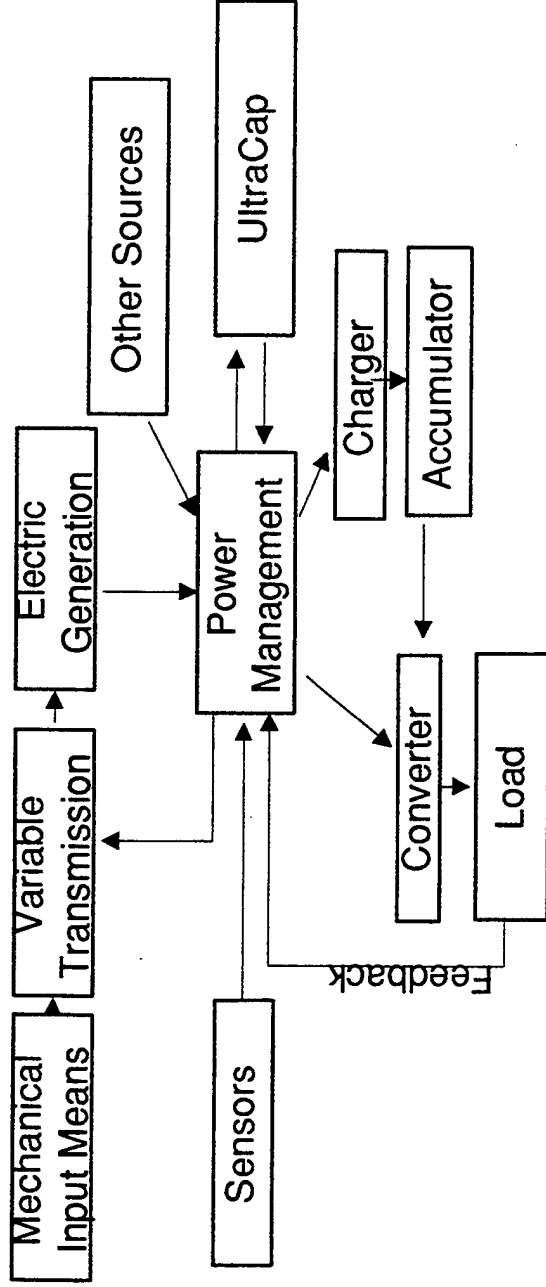 Mechanical
Input Means
Variable
Transmission
Electric
Generation
Other Sources
Sensors
Power
Management
UltraCap
Feedback
Converter
Charger
Load
Accumulator